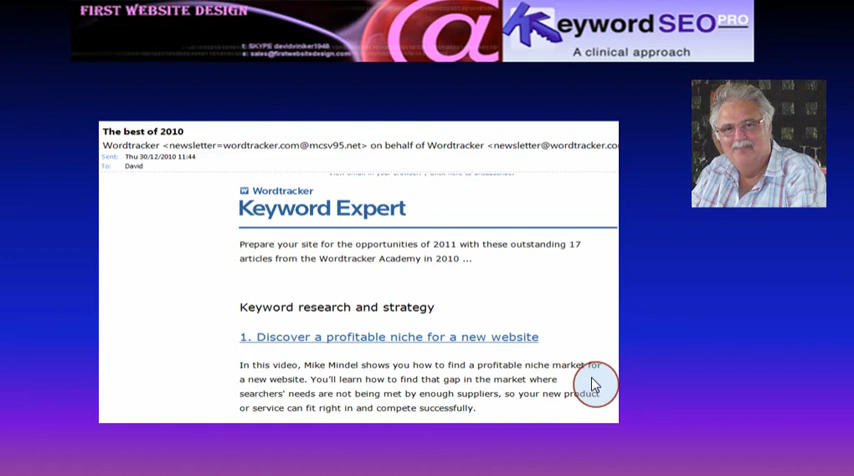 FIRST WEBSITE DESIGN
t: SKYPE davidviniker1948
e: sales@firstwebsitedesign.com
KeywordSEO PRO
A clinical approach
The best of 2010
Wordtracker <newsletter=wordtracker.com@mcsv95.net> on behalf of Wordtracker <newsletter@wordtracker.co
Sent: Thu 30/12/2010 11:44
To: David
W Wordtracker
Keyword Expert
Prepare your site for the opportunities of 2011 with these outstanding 17
articles from the Wordtracker Academy in 2010 ...
Keyword research and strategy
1. Discover a profitable niche for a new website
In this video, Mike Mindel shows you how to find a profitable niche market for
a new website. You'll learn how to find that gap in the market where
searchers' needs are not being met by enough suppliers, so your new product
or service can fit right in and compete successfully.